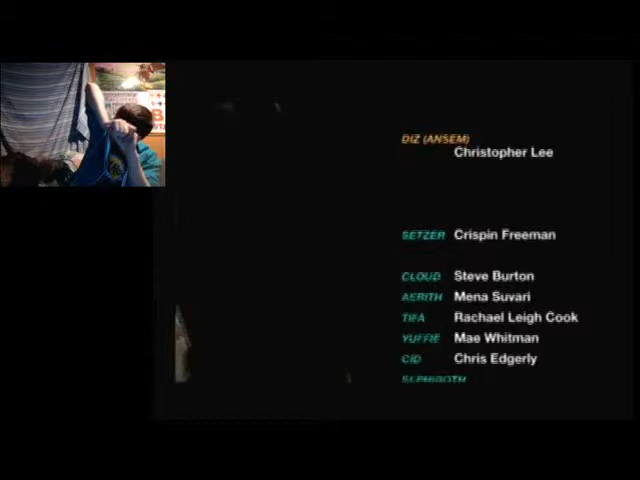 DIZ (ANSEM)
Christopher Lee
SETZER Crispin Freeman
CLOUD Steve Burton
AERITH Mena Suvari
TIFA Rachael Leigh Cook
YUFFIE Mae Whitman
CID Chris Edgerly
SEPHIROTH